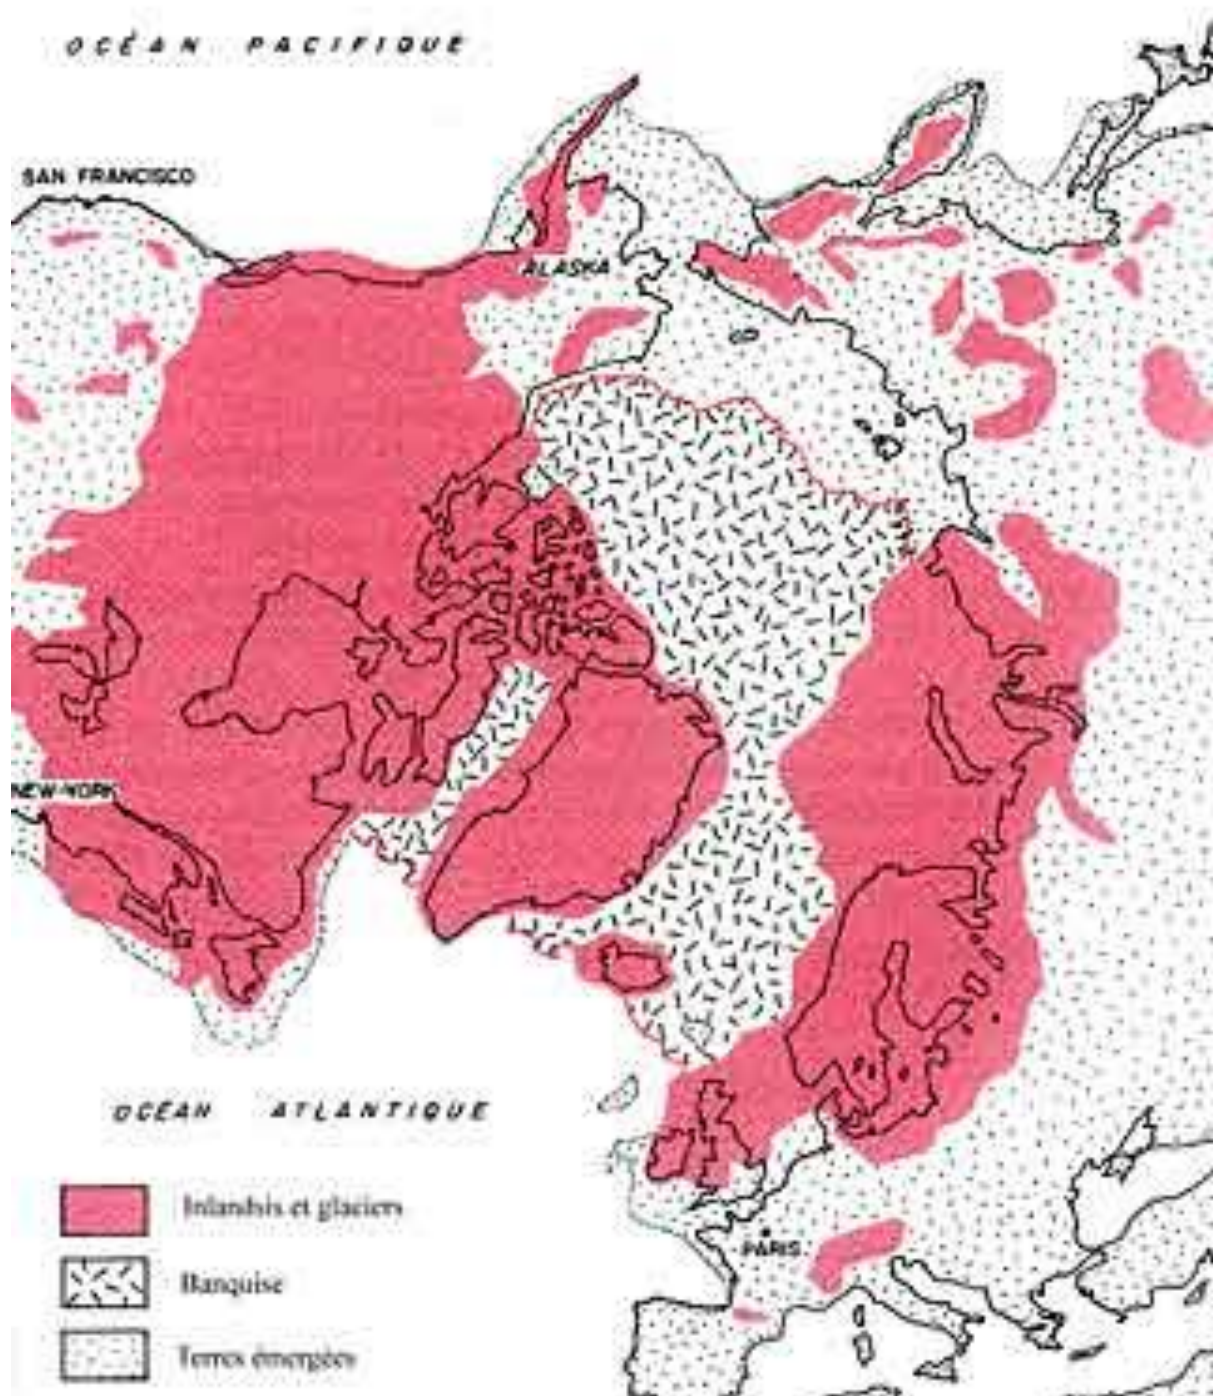 OCÉAN PACIFIQUE
SAN FRANCISCO
ALASKA
NEW-YORK
OCÉAN ATLANTIQUE
PARIS
Inlandsis et glaciers
Banquise
Terres émergées